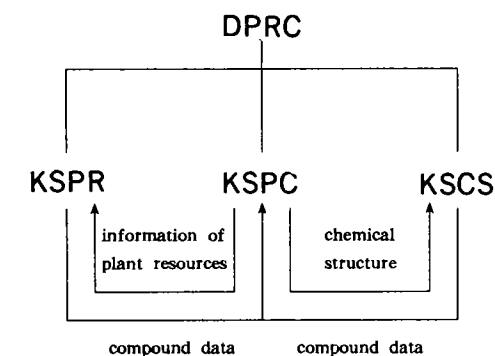 DPRC
KSPR KSPC KSCS
information of
plant resources
chemical
structure
compound data compound data